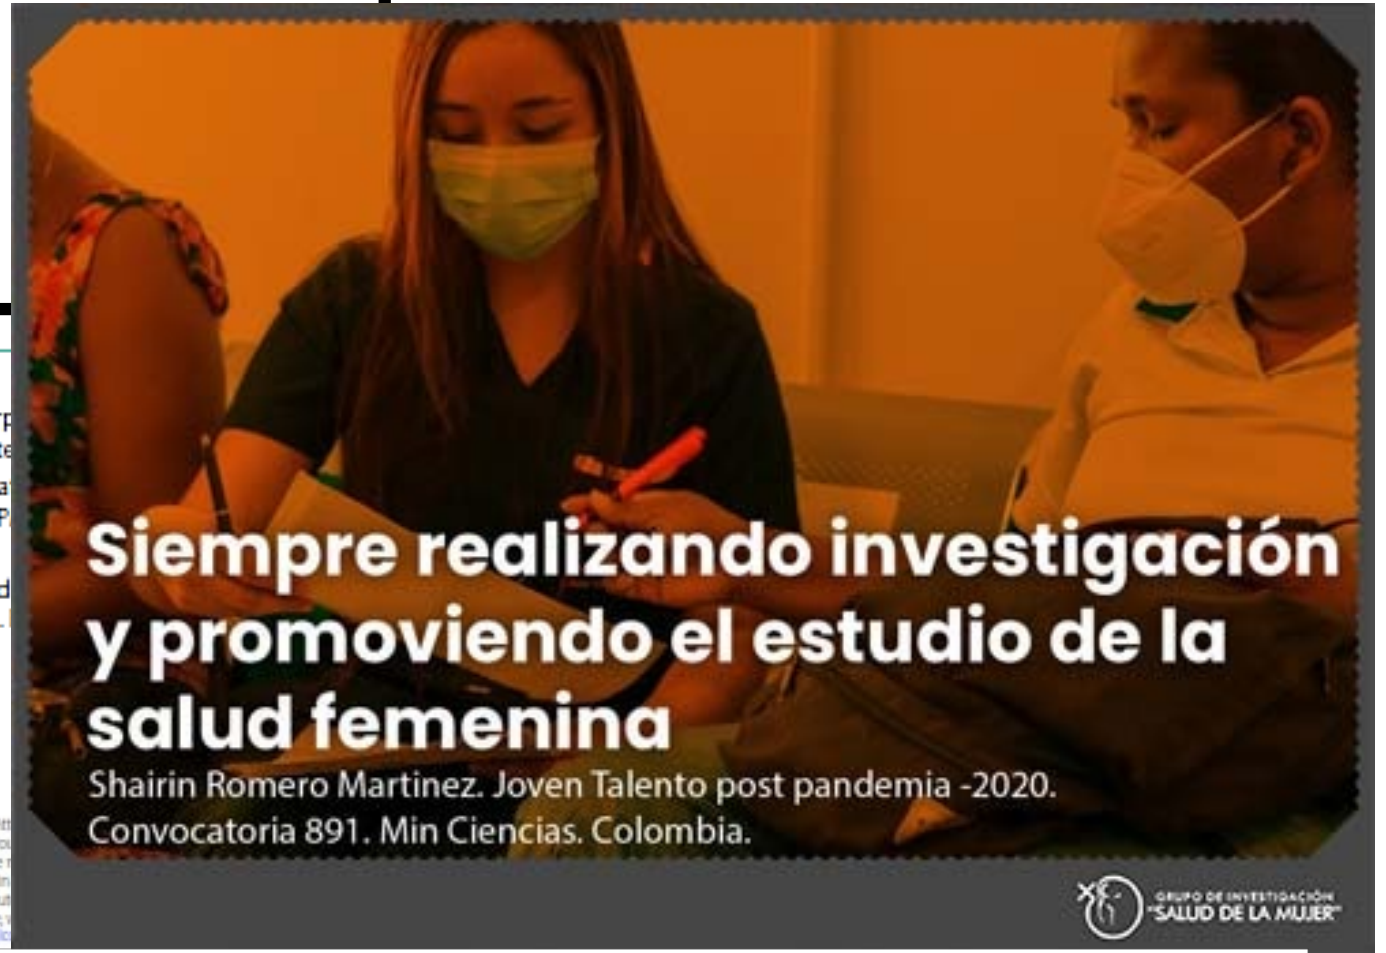 Siempre realizando investigación
y promoviendo el estudio de la
salud femenina
Shairin Romero Martinez. Joven Talento post pandemia -2020.
Convocatoria 891. Min Ciencias. Colombia.
GRUPO DE INVESTIGACIÓN
"SALUD DE LA MUJER"